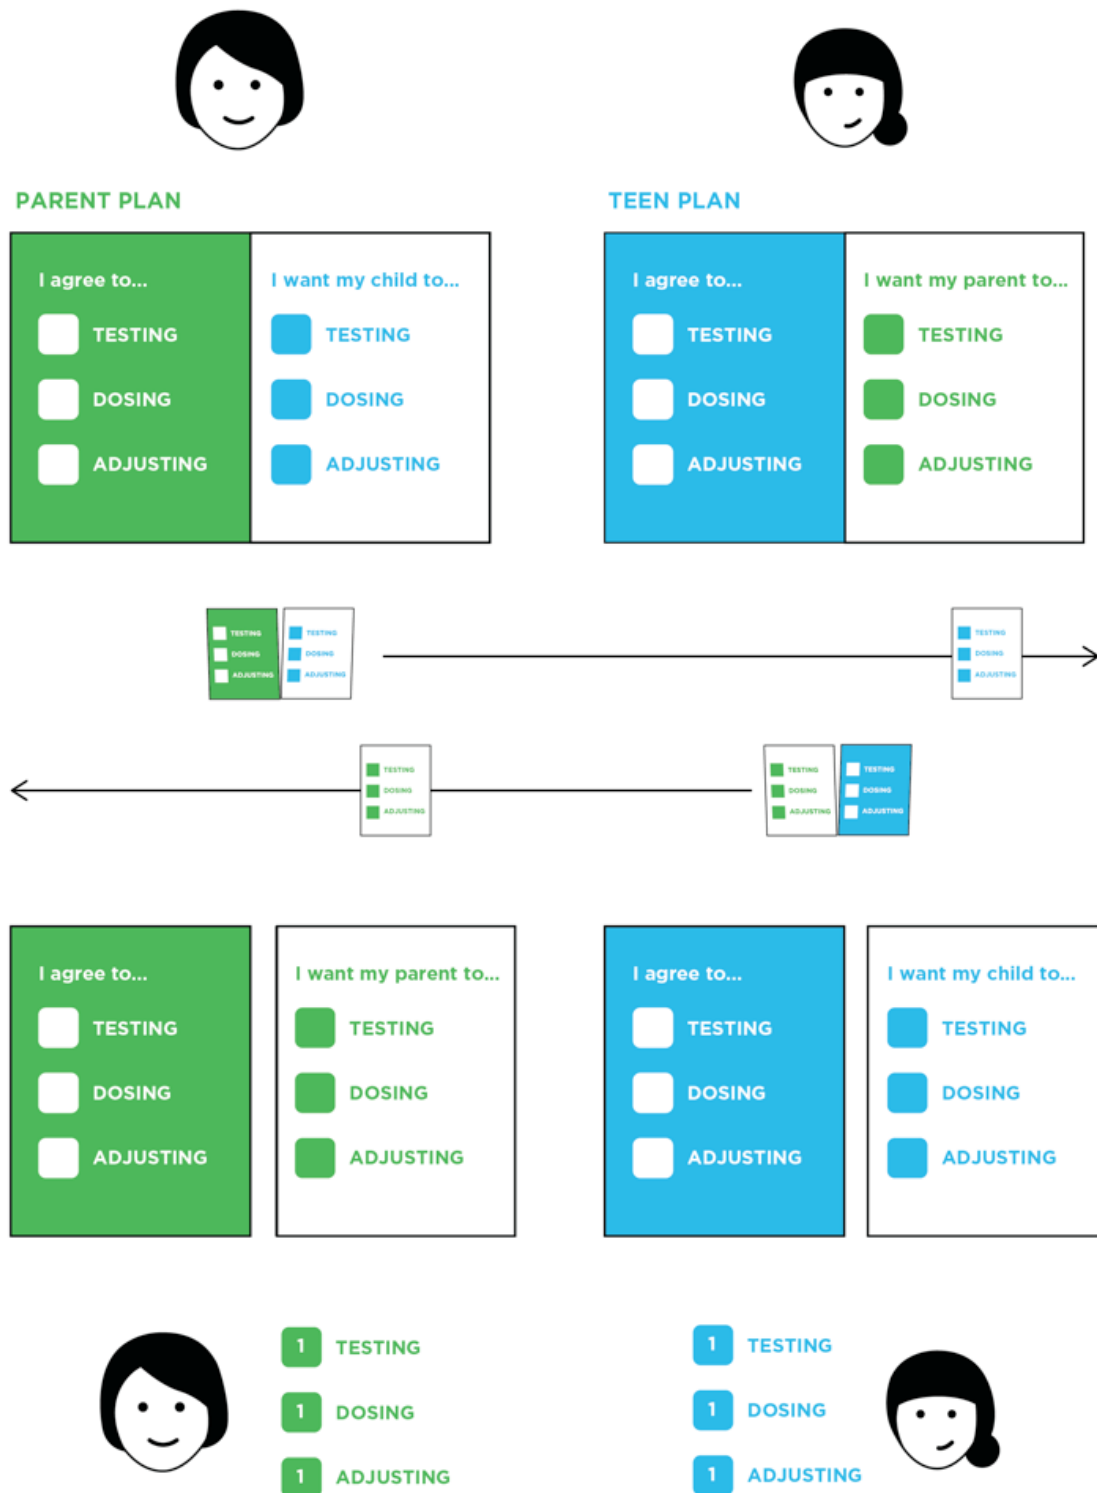 PARENT PLAN
I agree to...
TESTING
DOSING
ADJUSTING
I want my child to...
TESTING
DOSING
ADJUSTING
TEEN PLAN
I agree to...
TESTING
DOSING
ADJUSTING
I want my parent to...
TESTING
DOSING
ADJUSTING
TESTING
DOSING
ADJUSTING
TESTING
DOSING
ADJUSTING
TESTING
DOSING
ADJUSTING
TESTING
DOSING
ADJUSTING
TESTING
DOSING
ADJUSTING
TESTING
DOSING
ADJUSTING
I agree to...
TESTING
DOSING
ADJUSTING
I want my parent to...
TESTING
DOSING
ADJUSTING
I agree to...
TESTING
DOSING
ADJUSTING
I want my child to...
TESTING
DOSING
ADJUSTING
1 TESTING
1 DOSING
1 ADJUSTING
1 TESTING
1 DOSING
1 ADJUSTING